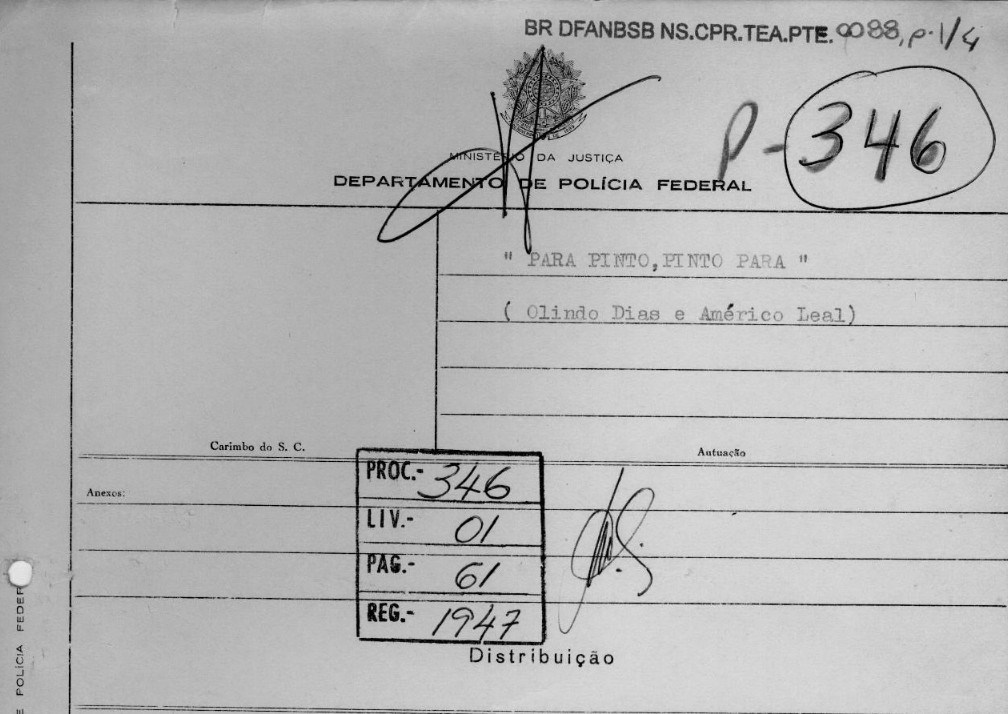 BR DFANBSB NS.CPR.TEA.PTE. 0088, p. 1/4
P-346
MINISTÉRIO DA JUSTIÇA
DEPARTAMENTO DE POLÍCIA FEDERAL
" PARA PINTO,PINTO PARA "
( Olindo Dias e Américo Leal)
Carimbo do S. C.
Autuação
Anexos:
PROC.- 346
LIV.- 01
PAG.- 61
REG.- 1947
Distribuição
E POLÍCIA FEDER